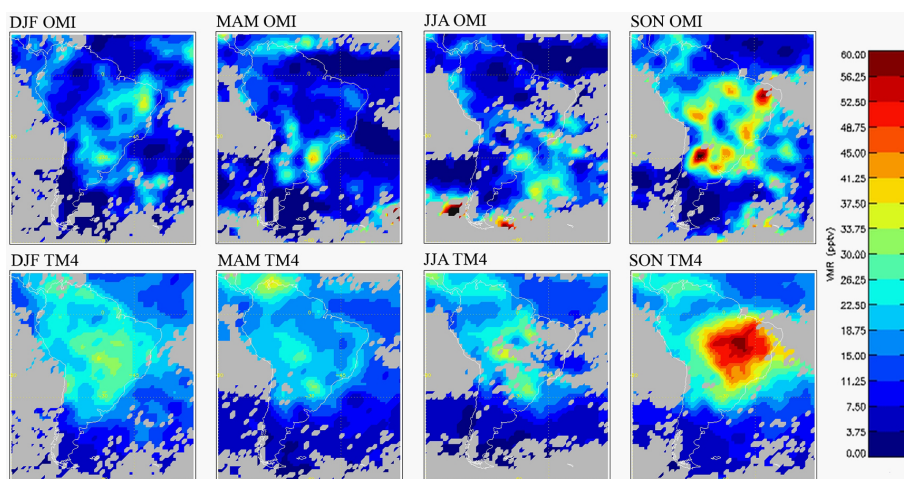 DJF OMI
MAM OMI
JJA OMI
SON OMI
DJF TM4
MAM TM4
JJA TM4
SON TM4
60.00
56.25
52.50
48.75
45.00
41.25
37.50
33.75
30.00
26.00
22.50
18.75
15.00
11.25
7.50
3.75
0.00
VMR (pptv)